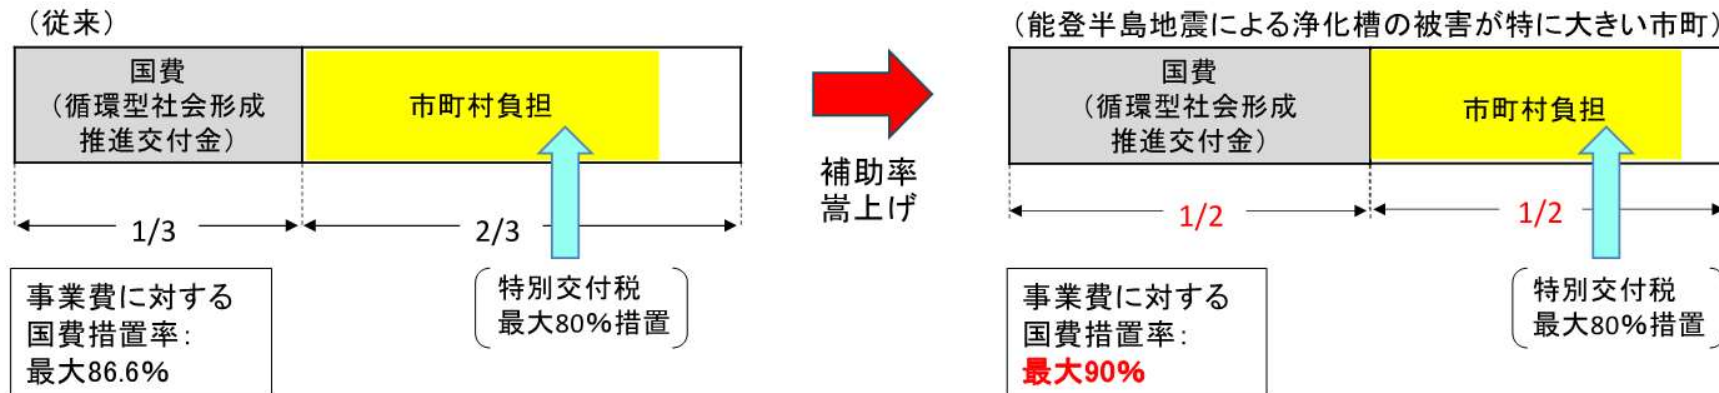 （従来）
国費
（循環型社会形成
推進交付金）
市町村負担
1/3
2/3
事業費に対する
国費措置率：
最大86.6%
特別交付税
最大80%措置
補助率
嵩上げ
（能登半島地震による浄化槽の被害が特に大きい市町）
国費
（循環型社会形成
推進交付金）
市町村負担
1/2
1/2
事業費に対する
国費措置率：
最大90%
特別交付税
最大80%措置